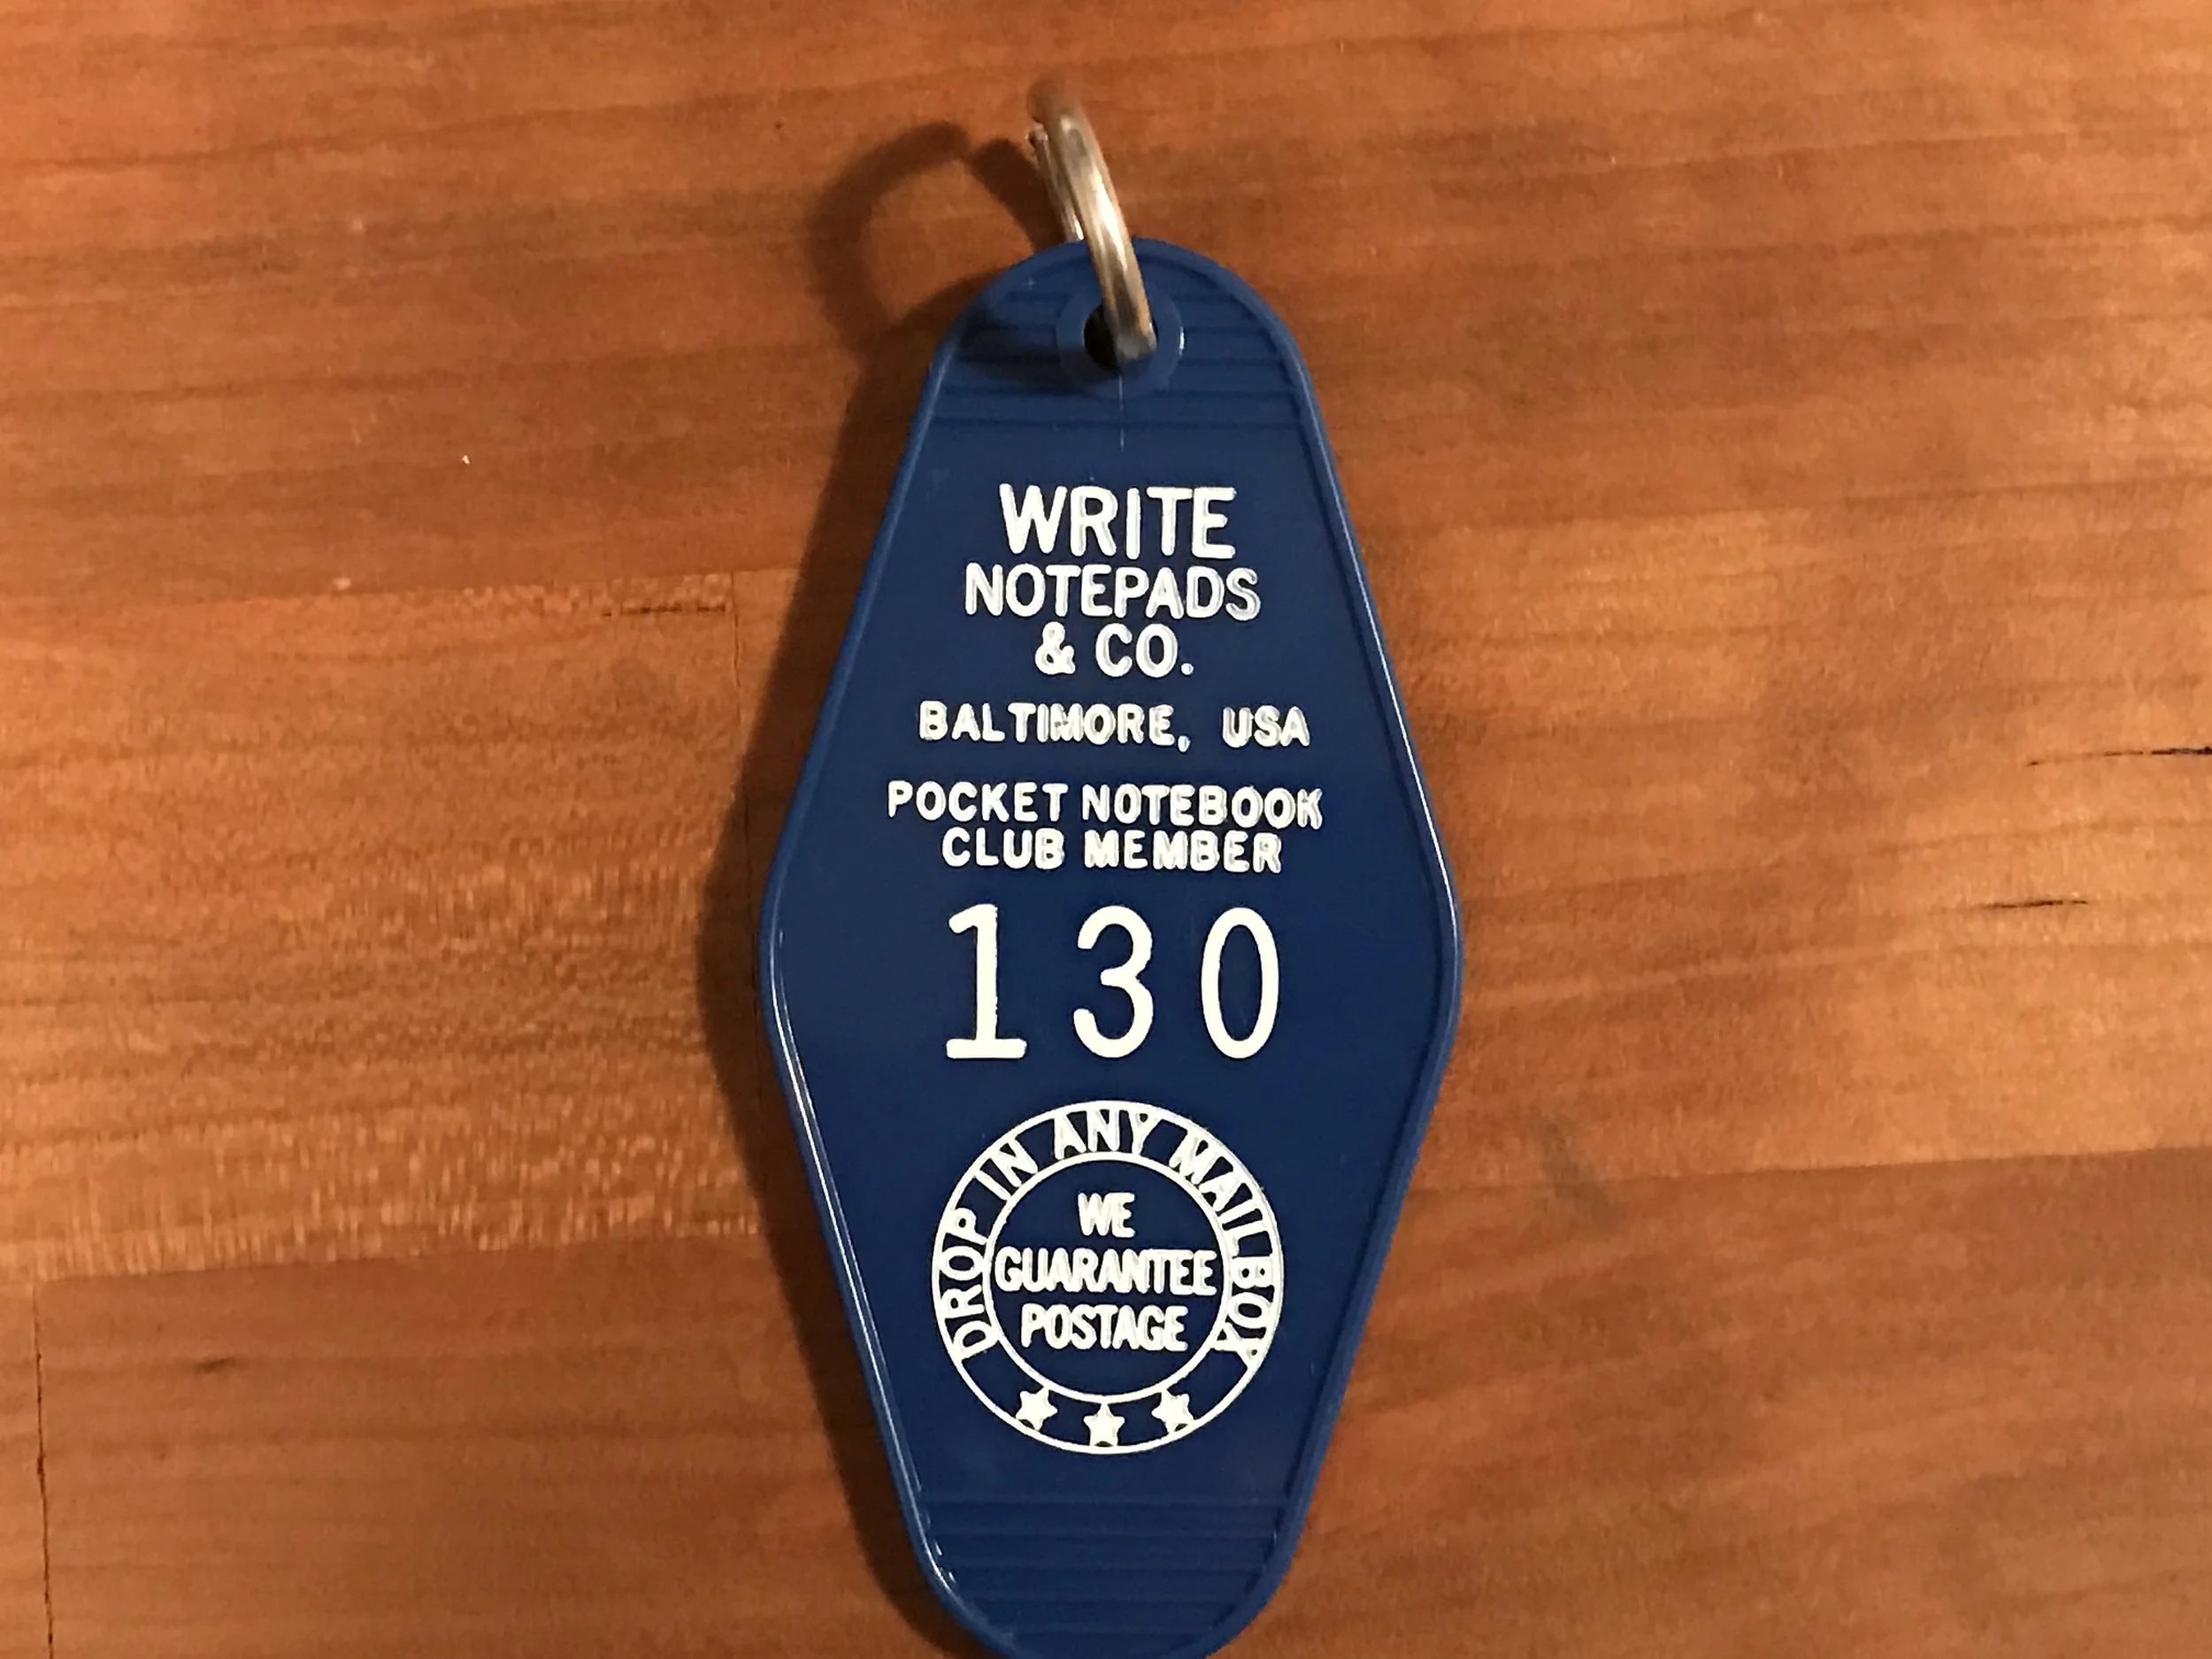 WRITE
NOTEPADS
& CO.
BALTIMORE, USA
POCKET NOTEBOOK
CLUB MEMBER
130
DROP IN ANY MAILBOX
WE
GUARANTEE
POSTAGE